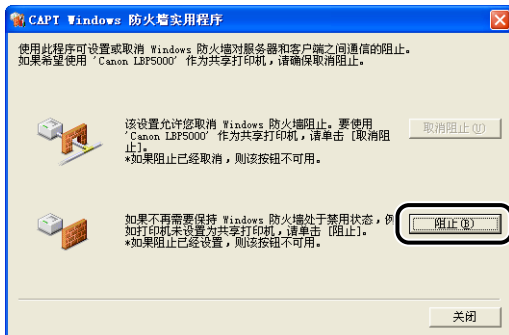 CAPT Windows 防火墙实用程序
使用此程序可设置或取消 Windows 防火墙对服务器和客户端之间通信的阻止。
如果希望使用 'Canon LBP5000' 作为共享打印机，请确保取消阻止。
该设置允许您取消 Windows 防火墙阻止。要使用
'Canon LBP5000' 作为共享打印机，请单击 [取消阻
止]。
*如果阻止已经取消，则该按钮不可用。
取消阻止(U)
如果不再需要保持 Windows 防火墙处于禁用状态，例
如打印机未设置为共享打印机，请单击 [阻止]。
*如果阻止已经设置，则该按钮不可用。
阻止(B)
关闭